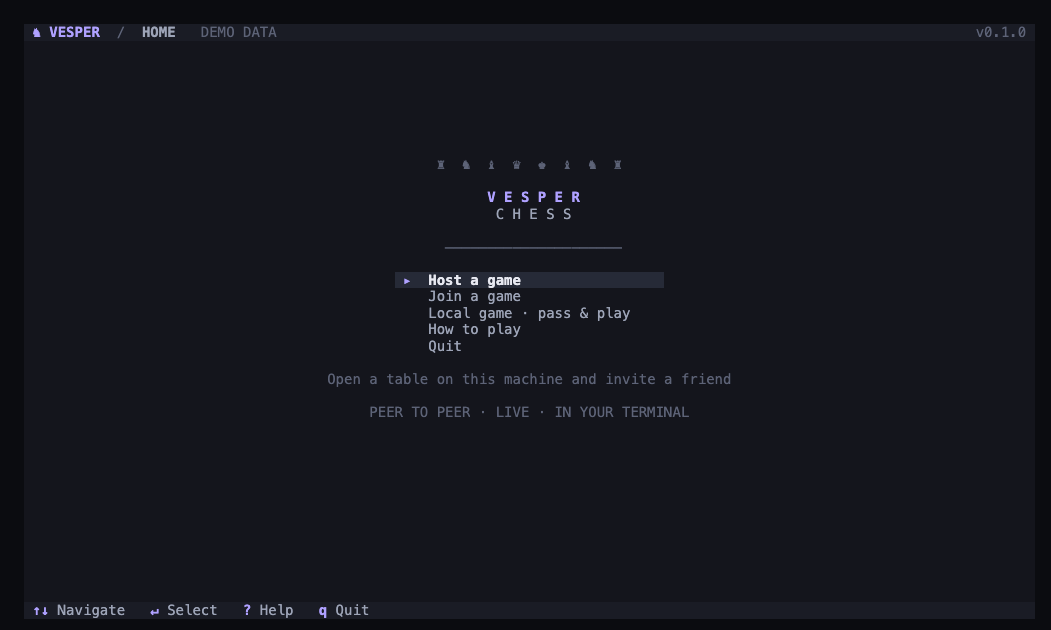 ♞ VESPER / HOME DEMO DATA v0.1.0
♜ ♞ ♝ ♛ ♚ ♝ ♞ ♜
V E S P E R
C H E S S
▸ Host a game
Join a game
Local game · pass & play
How to play
Quit
Open a table on this machine and invite a friend
PEER TO PEER · LIVE · IN YOUR TERMINAL
↑↓ Navigate ↵ Select ? Help q Quit